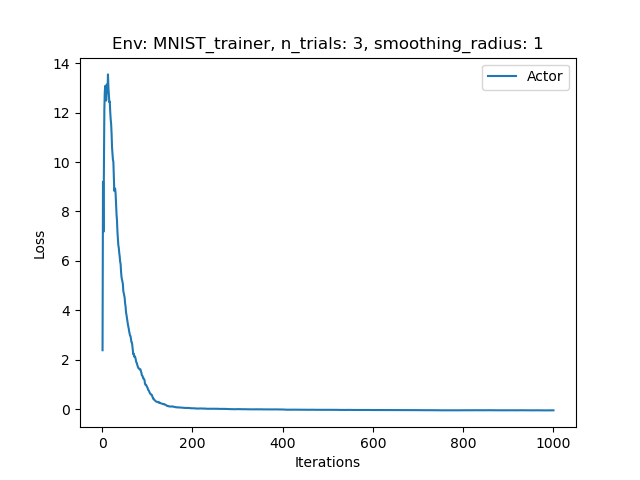 Env: MNIST_trainer, n_trials: 3, smoothing_radius: 1
Actor
14
12
10
8
6
4
2
0
Loss
0 200 400 600 800 1000
Iterations